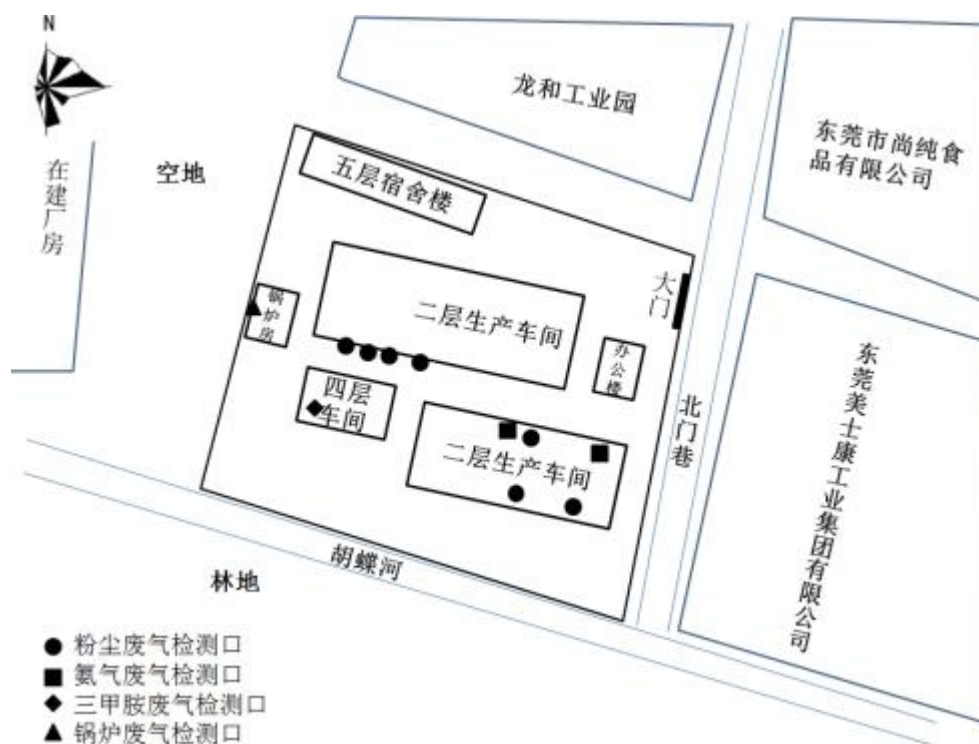 N
龙和工业园
东莞市尚纯食
品有限公司
在建厂房
空地
五层宿舍楼
大门
锅炉房
二层生产车间
办公楼
四层
车间
北门巷
东莞美士康工业集团有限公司
二层生产车间
胡蝶河
林地
粉尘废气检测口
氨气废气检测口
三甲胺废气检测口
锅炉废气检测口